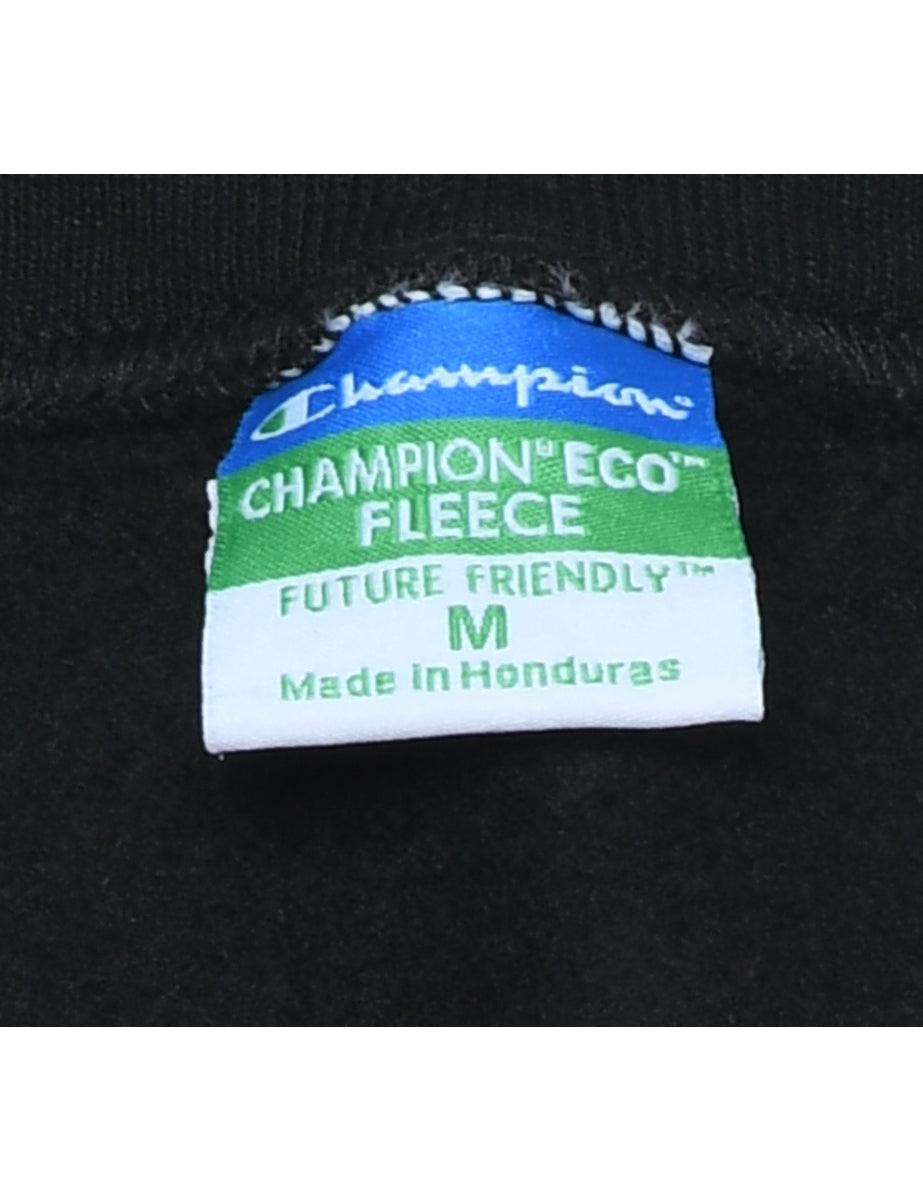 Champion
CHAMPION® ECO™
FLEECE
FUTURE FRIENDLY™
M
Made in Honduras